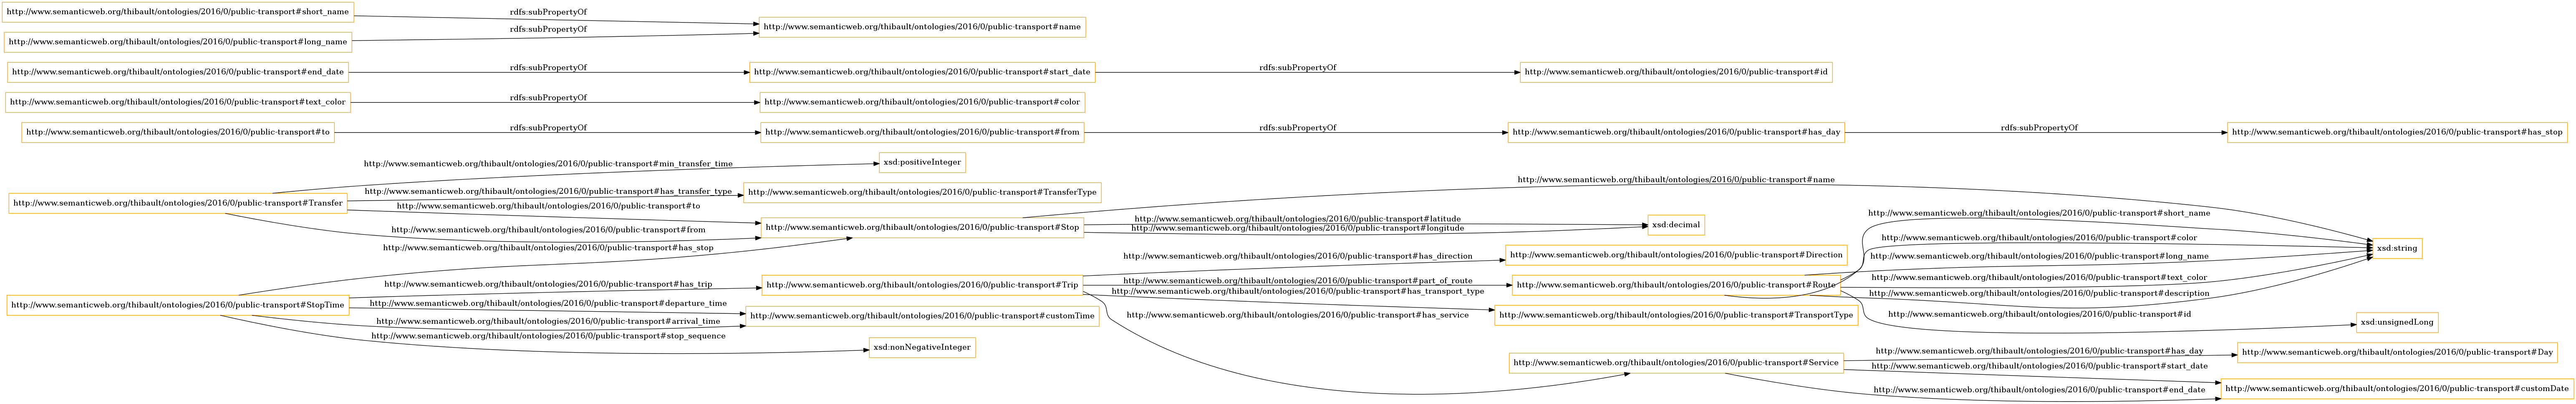 http://www.semanticweb.org/thibault/ontologies/2016/0/public-transport#short_name
rdfs:subPropertyOf
http://www.semanticweb.org/thibault/ontologies/2016/0/public-transport#name
http://www.semanticweb.org/thibault/ontologies/2016/0/public-transport#long_name
rdfs:subPropertyOf
http://www.semanticweb.org/thibault/ontologies/2016/0/public-transport#end_date
rdfs:subPropertyOf
http://www.semanticweb.org/thibault/ontologies/2016/0/public-transport#start_date
rdfs:subPropertyOf
http://www.semanticweb.org/thibault/ontologies/2016/0/public-transport#id
http://www.semanticweb.org/thibault/ontologies/2016/0/public-transport#text_color
rdfs:subPropertyOf
http://www.semanticweb.org/thibault/ontologies/2016/0/public-transport#color
http://www.semanticweb.org/thibault/ontologies/2016/0/public-transport#to
rdfs:subPropertyOf
http://www.semanticweb.org/thibault/ontologies/2016/0/public-transport#from
rdfs:subPropertyOf
http://www.semanticweb.org/thibault/ontologies/2016/0/public-transport#has_day
rdfs:subPropertyOf
http://www.semanticweb.org/thibault/ontologies/2016/0/public-transport#has_stop
http://www.semanticweb.org/thibault/ontologies/2016/0/public-transport#min_transfer_time
xsd:positiveInteger
http://www.semanticweb.org/thibault/ontologies/2016/0/public-transport#Transfer
http://www.semanticweb.org/thibault/ontologies/2016/0/public-transport#has_transfer_type
http://www.semanticweb.org/thibault/ontologies/2016/0/public-transport#TransferType
http://www.semanticweb.org/thibault/ontologies/2016/0/public-transport#to
http://www.semanticweb.org/thibault/ontologies/2016/0/public-transport#from
http://www.semanticweb.org/thibault/ontologies/2016/0/public-transport#has_stop
http://www.semanticweb.org/thibault/ontologies/2016/0/public-transport#Stop
http://www.semanticweb.org/thibault/ontologies/2016/0/public-transport#name
http://www.semanticweb.org/thibault/ontologies/2016/0/public-transport#latitude
http://www.semanticweb.org/thibault/ontologies/2016/0/public-transport#longitude
xsd:decimal
http://www.semanticweb.org/thibault/ontologies/2016/0/public-transport#StopTime
http://www.semanticweb.org/thibault/ontologies/2016/0/public-transport#has_trip
http://www.semanticweb.org/thibault/ontologies/2016/0/public-transport#departure_time
http://www.semanticweb.org/thibault/ontologies/2016/0/public-transport#arrival_time
http://www.semanticweb.org/thibault/ontologies/2016/0/public-transport#stop_sequence
http://www.semanticweb.org/thibault/ontologies/2016/0/public-transport#Trip
http://www.semanticweb.org/thibault/ontologies/2016/0/public-transport#customTime
xsd:nonNegativeInteger
http://www.semanticweb.org/thibault/ontologies/2016/0/public-transport#has_direction
http://www.semanticweb.org/thibault/ontologies/2016/0/public-transport#part_of_route
http://www.semanticweb.org/thibault/ontologies/2016/0/public-transport#has_transport_type
http://www.semanticweb.org/thibault/ontologies/2016/0/public-transport#has_service
http://www.semanticweb.org/thibault/ontologies/2016/0/public-transport#Direction
http://www.semanticweb.org/thibault/ontologies/2016/0/public-transport#Route
http://www.semanticweb.org/thibault/ontologies/2016/0/public-transport#TransportType
http://www.semanticweb.org/thibault/ontologies/2016/0/public-transport#Service
http://www.semanticweb.org/thibault/ontologies/2016/0/public-transport#short_name
http://www.semanticweb.org/thibault/ontologies/2016/0/public-transport#color
http://www.semanticweb.org/thibault/ontologies/2016/0/public-transport#long_name
http://www.semanticweb.org/thibault/ontologies/2016/0/public-transport#text_color
http://www.semanticweb.org/thibault/ontologies/2016/0/public-transport#description
http://www.semanticweb.org/thibault/ontologies/2016/0/public-transport#id
xsd:string
xsd:unsignedLong
http://www.semanticweb.org/thibault/ontologies/2016/0/public-transport#has_day
http://www.semanticweb.org/thibault/ontologies/2016/0/public-transport#start_date
http://www.semanticweb.org/thibault/ontologies/2016/0/public-transport#end_date
http://www.semanticweb.org/thibault/ontologies/2016/0/public-transport#Day
http://www.semanticweb.org/thibault/ontologies/2016/0/public-transport#customDate